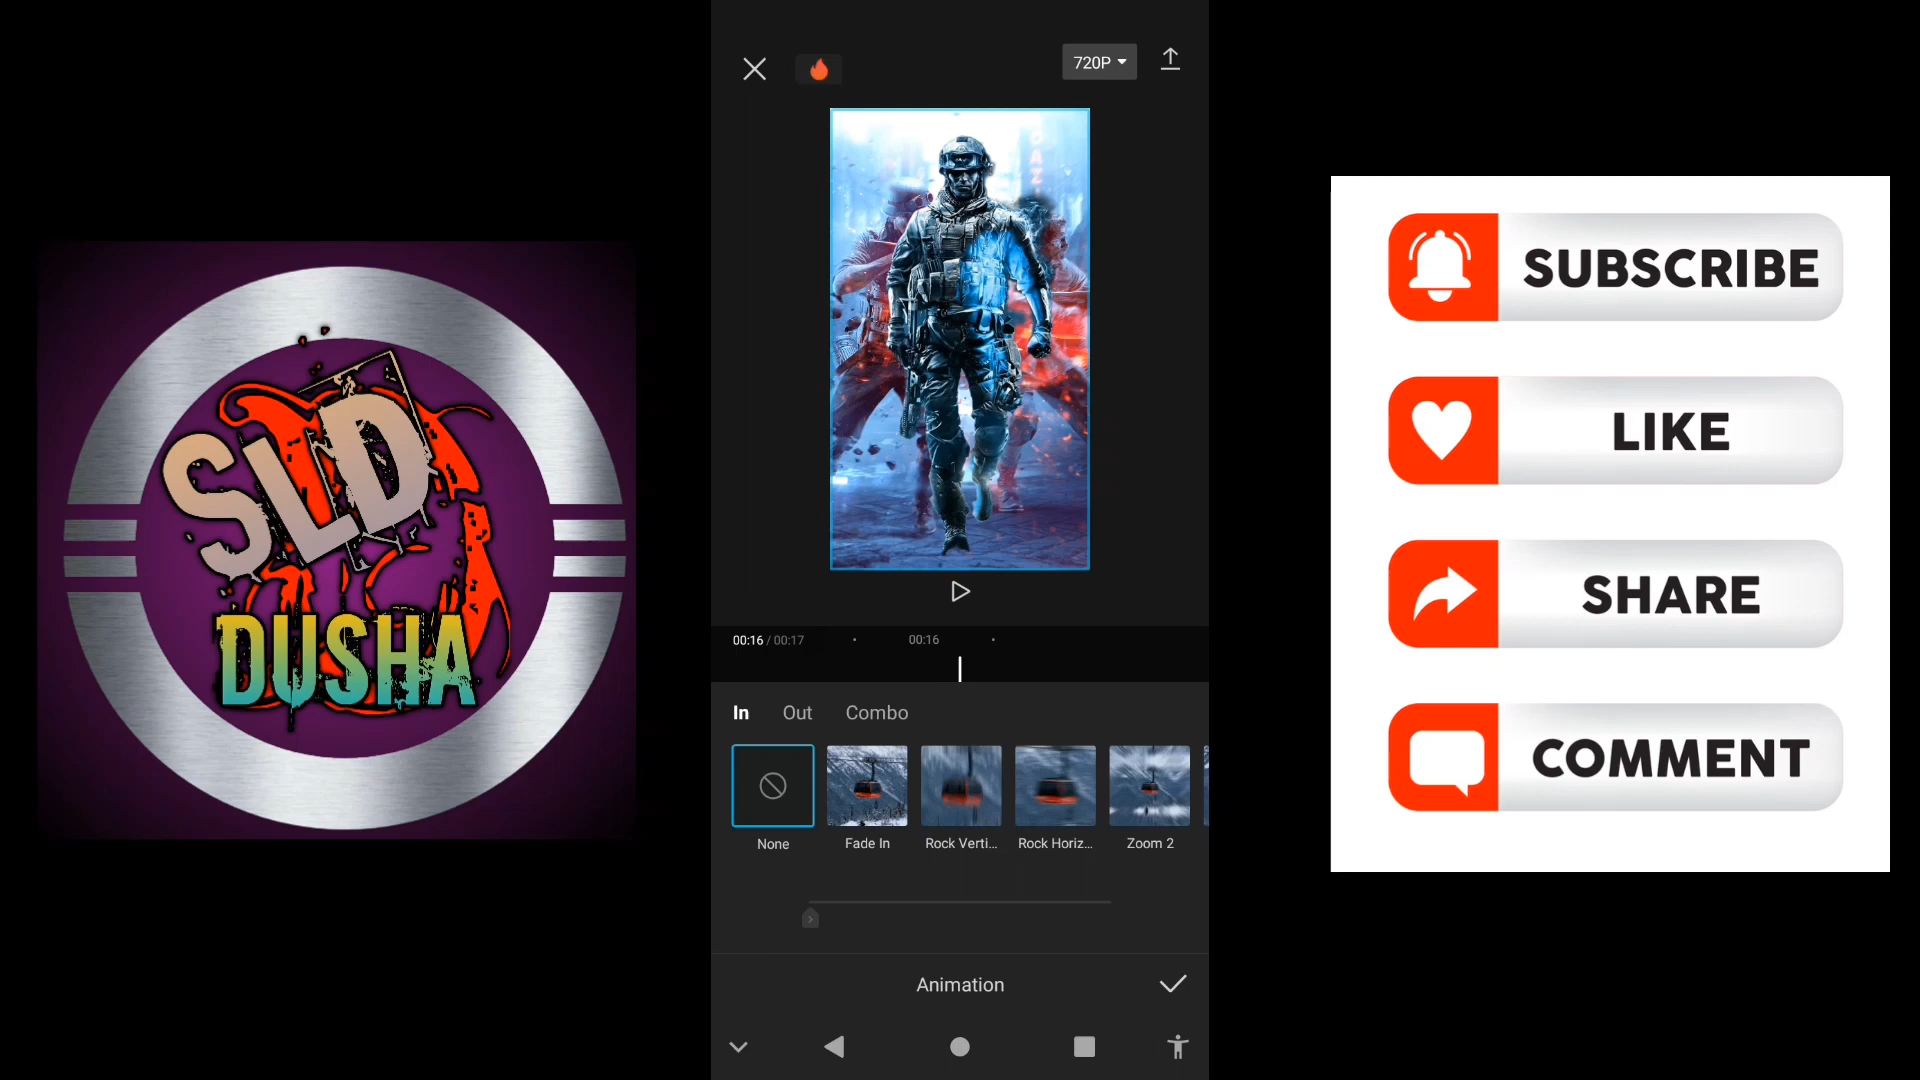 SLD
DUSHA
720P
00:16 / 00:17
00:16
In
Out
Combo
None
Fade In
Rock Verti...
Rock Horiz...
Zoom 2
Animation
SUBSCRIBE
LIKE
SHARE
COMMENT